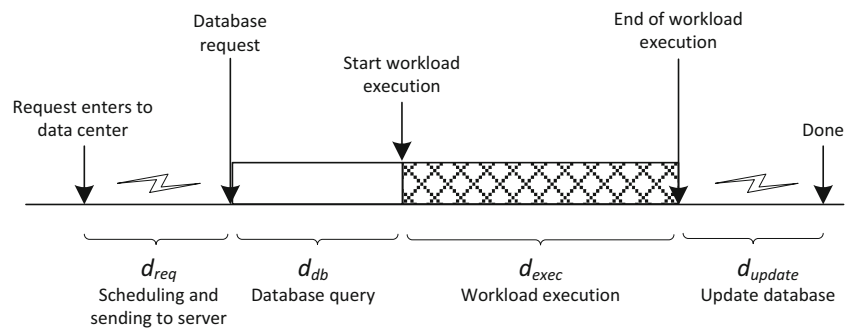 Database
request
End of workload
execution
Start workload
execution
Request enters to
data center
Done
d_req
Scheduling and
sending to server
d_db
Database query
d_exec
Workload execution
d_update
Update database